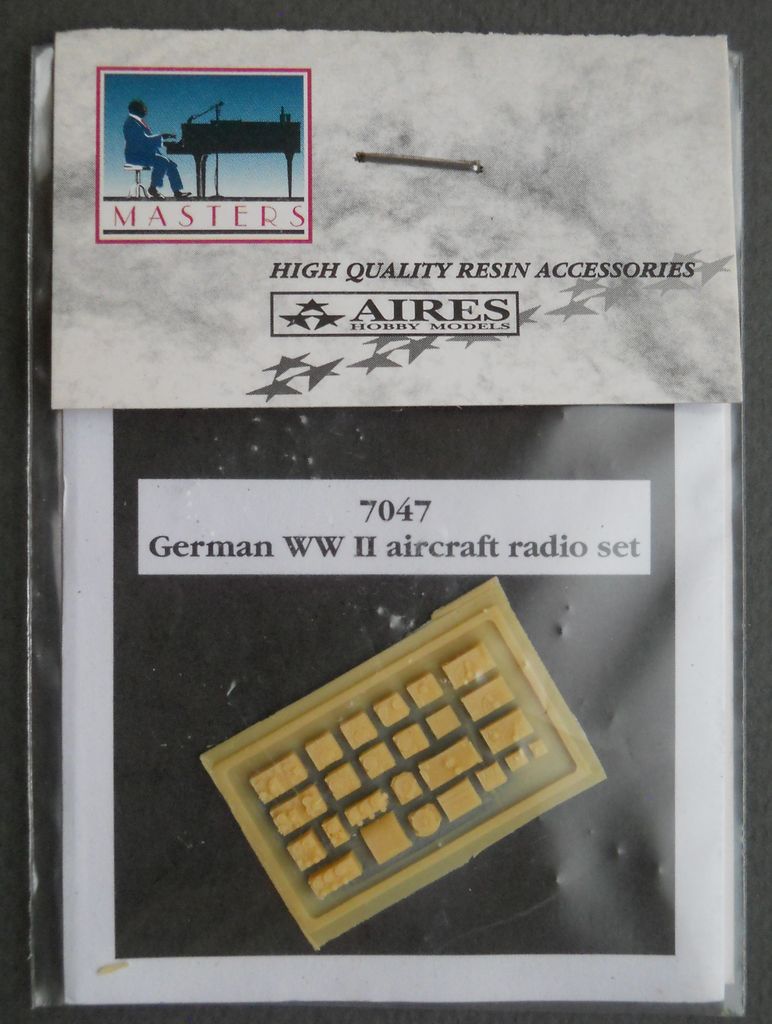 MASTERS
HIGH QUALITY RESIN ACCESSORIES
AIRES
HOBBY MODELS
7047
German WW II aircraft radio set